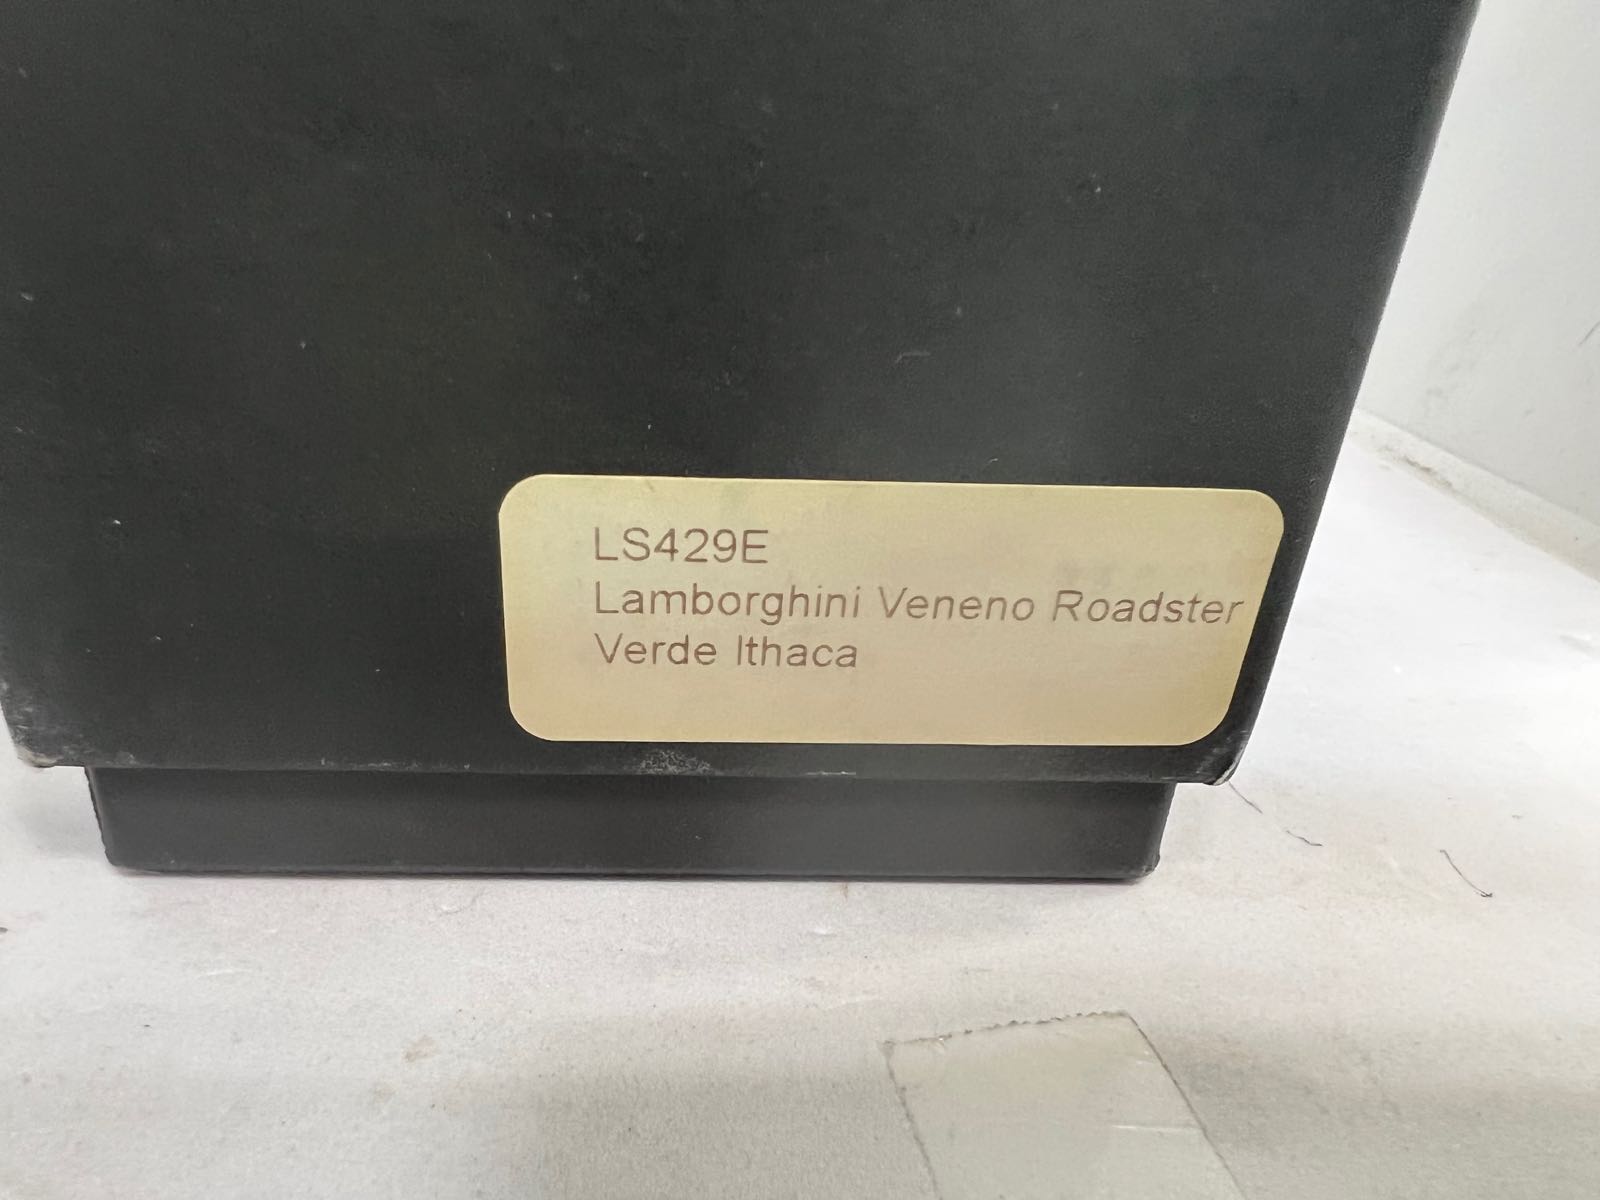 LS429E
Lamborghini Veneno Roadster
Verde Ithaca